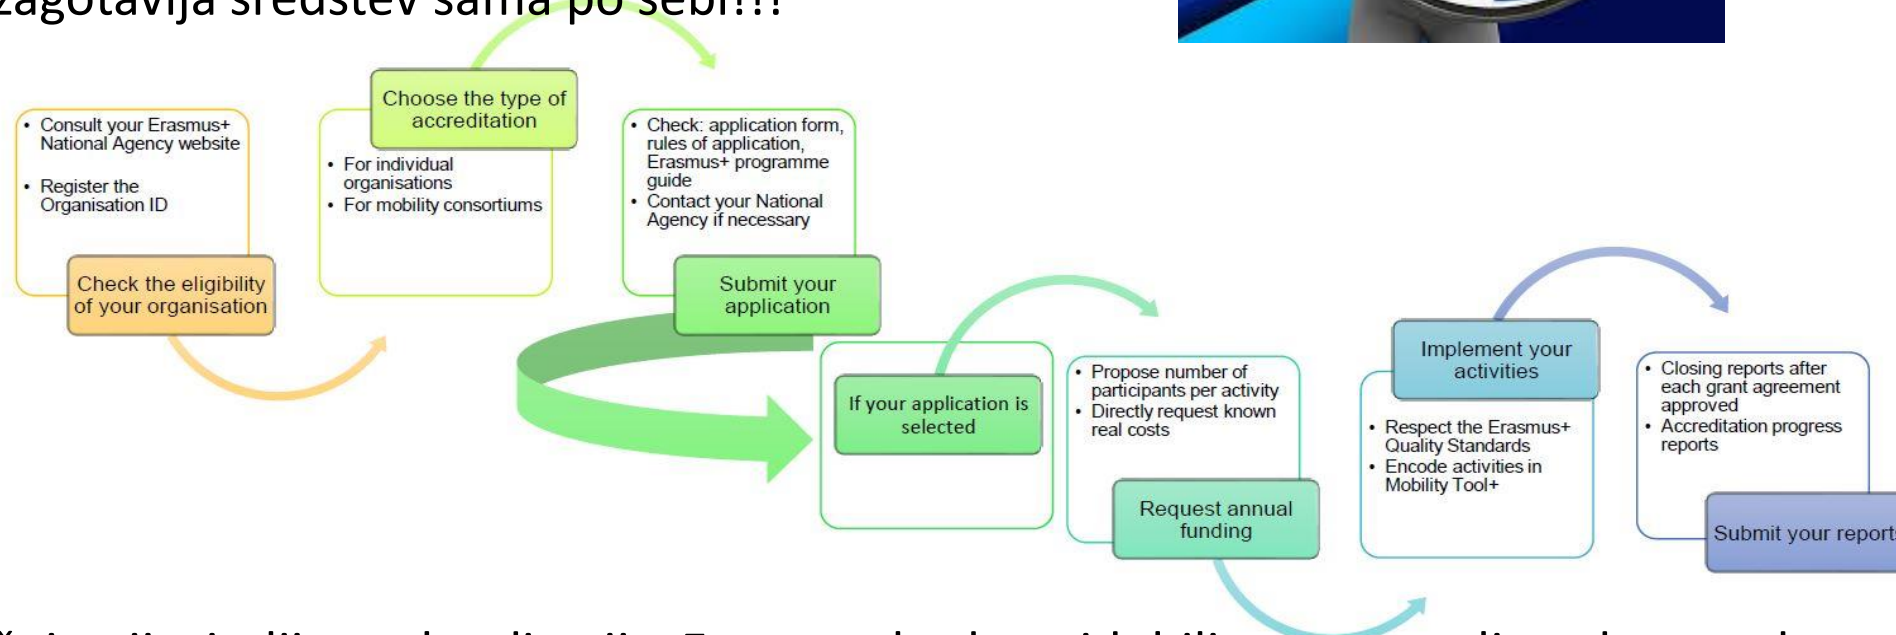 zagotavlja sredstev sama po sebi!!!
• Consult your Erasmus+
National Agency website
• Register the
Organisation ID
Check the eligibility
of your organisation
Choose the type of
accreditation
• For individual
organisations
• For mobility consortiums
• Check: application form,
rules of application,
Erasmus+ programme
guide
• Contact your National
Agency if necessary
Submit your
application
If your application is
selected
• Propose number of
participants per activity
• Directly request known
real costs
Request annual
funding
Implement your
activities
• Respect the Erasmus+
Quality Standards
• Encode activities in
Mobility Tool+
• Closing reports after
each grant agreement
approved
• Accreditation progress
reports
Submit your reports